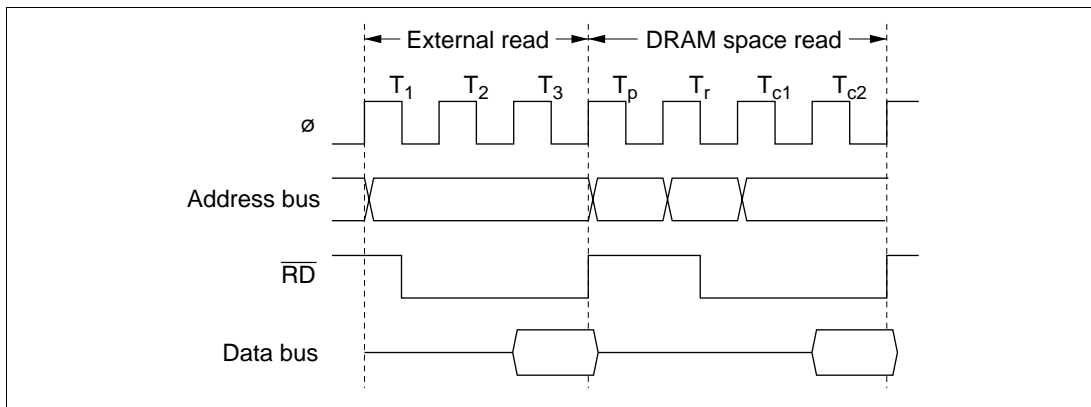 External read DRAM space read
T1 T2 T3 Tp Tr Tc1 Tc2
ø
Address bus
RD
Data bus